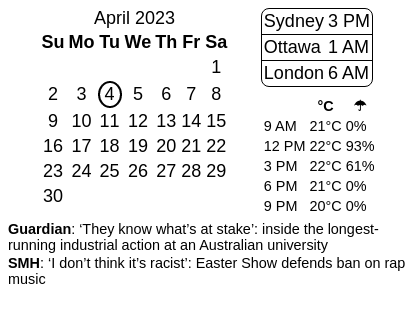 April 2023
Su Mo Tu We Th Fr Sa
1
2 3 4 5 6 7 8
9 10 11 12 13 14 15
16 17 18 19 20 21 22
23 24 25 26 27 28 29
30
Sydney 3 PM
Ottawa 1 AM
London 6 AM
°C ☂
9 AM 21°C 0%
12 PM 22°C 93%
3 PM 22°C 61%
6 PM 21°C 0%
9 PM 20°C 0%
Guardian: ‘They know what’s at stake’: inside the long-
running industrial action at an Australian university
SMH: ‘I don’t think it’s racist’: Easter Show defends ban on rap
music